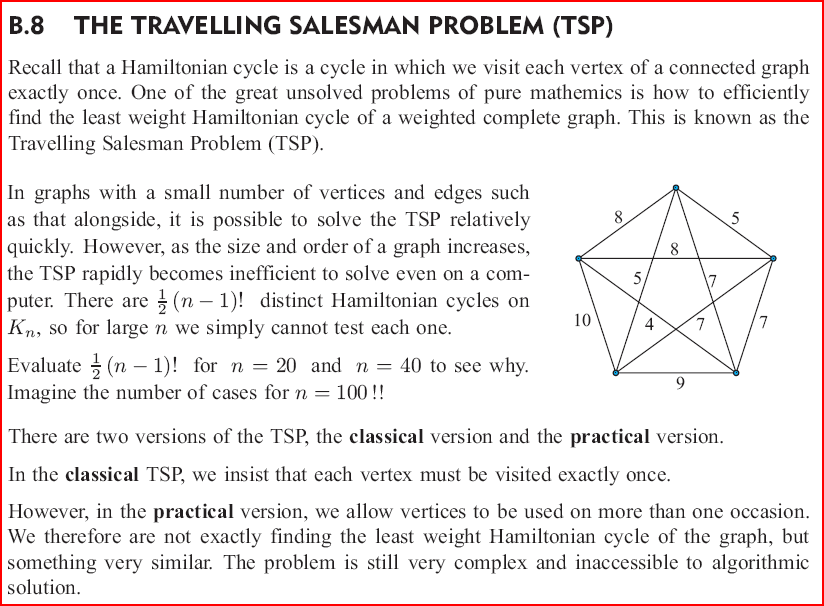 B.8 THE TRAVELLING SALESMAN PROBLEM (TSP)
Recall that a Hamiltonian cycle is a cycle in which we visit each vertex of a connected graph
exactly once. One of the great unsolved problems of pure mathemics is how to efficiently
find the least weight Hamiltonian cycle of a weighted complete graph. This is known as the
Travelling Salesman Problem (TSP).
In graphs with a small number of vertices and edges such
as that alongside, it is possible to solve the TSP relatively
quickly. However, as the size and order of a graph increases,
the TSP rapidly becomes inefficient to solve even on a com-
puter. There are ½ (n − 1)! distinct Hamiltonian cycles on
Kₙ, so for large n we simply cannot test each one.
Evaluate ½ (n − 1)! for n = 20 and n = 40 to see why.
Imagine the number of cases for n = 100 !!
8
5
8
5
7
10
4
7
7
9
There are two versions of the TSP, the classical version and the practical version.
In the classical TSP, we insist that each vertex must be visited exactly once.
However, in the practical version, we allow vertices to be used on more than one occasion.
We therefore are not exactly finding the least weight Hamiltonian cycle of the graph, but
something very similar. The problem is still very complex and inaccessible to algorithmic
solution.